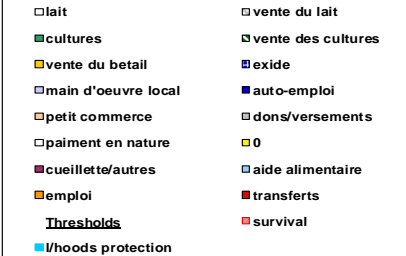 lait
vente du lait
cultures
vente des cultures
vente du betail
exide
main d'oeuvre local
auto-emploi
petit commerce
dons/versements
paiment en nature
0
cueillette/autres
aide alimentaire
emploi
transferts
Thresholds
survival
l/hoods protection